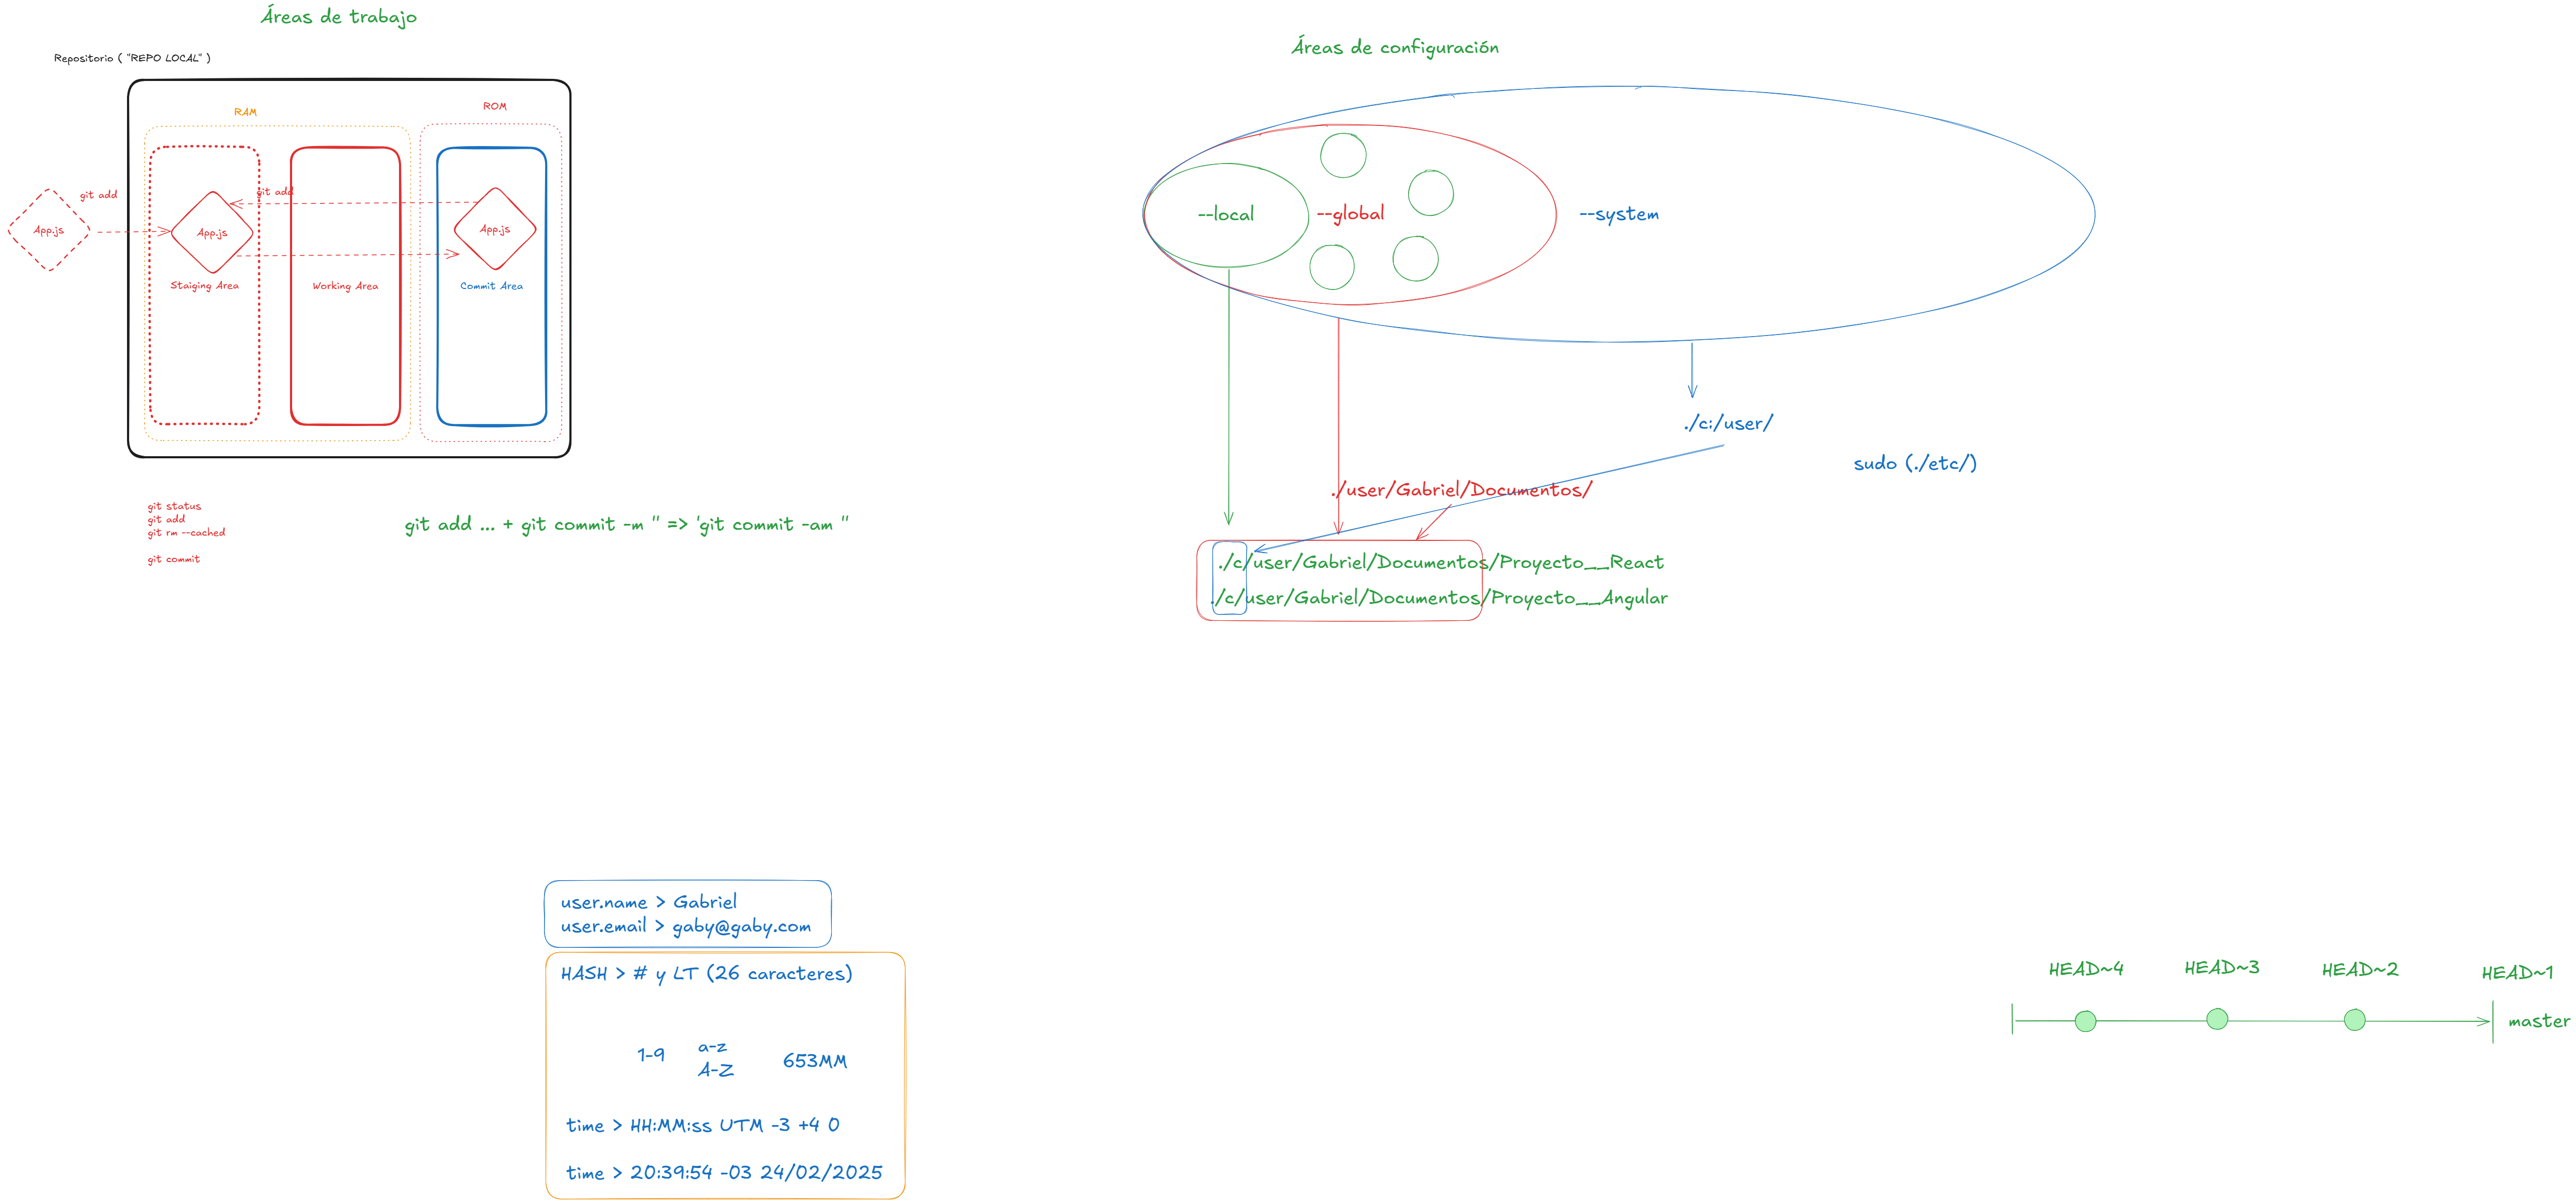 Áreas de trabajo
Repositorio ( "REPO LOCAL" )
RAM
ROM
git add
git add
App.js
App.js
App.js
Staiging Area
Working Area
Commit Area
git status
git add
git rm --cached
git commit
git add ... + git commit -m '' => 'git commit -am ''
Áreas de configuración
--local
--global
--system
./c:/user/
sudo (./etc/)
./user/Gabriel/Documentos/
./c/user/Gabriel/Documentos/Proyecto__React
./c/user/Gabriel/Documentos/Proyecto__Angular
user.name > Gabriel
user.email > gaby@gaby.com
HASH > # y LT (26 caracteres)
1-9
a-z
A-Z
653MM
time > HH:MM:ss UTM -3 +4 0
time > 20:39:54 -03 24/02/2025
HEAD~4
HEAD~3
HEAD~2
HEAD~1
master